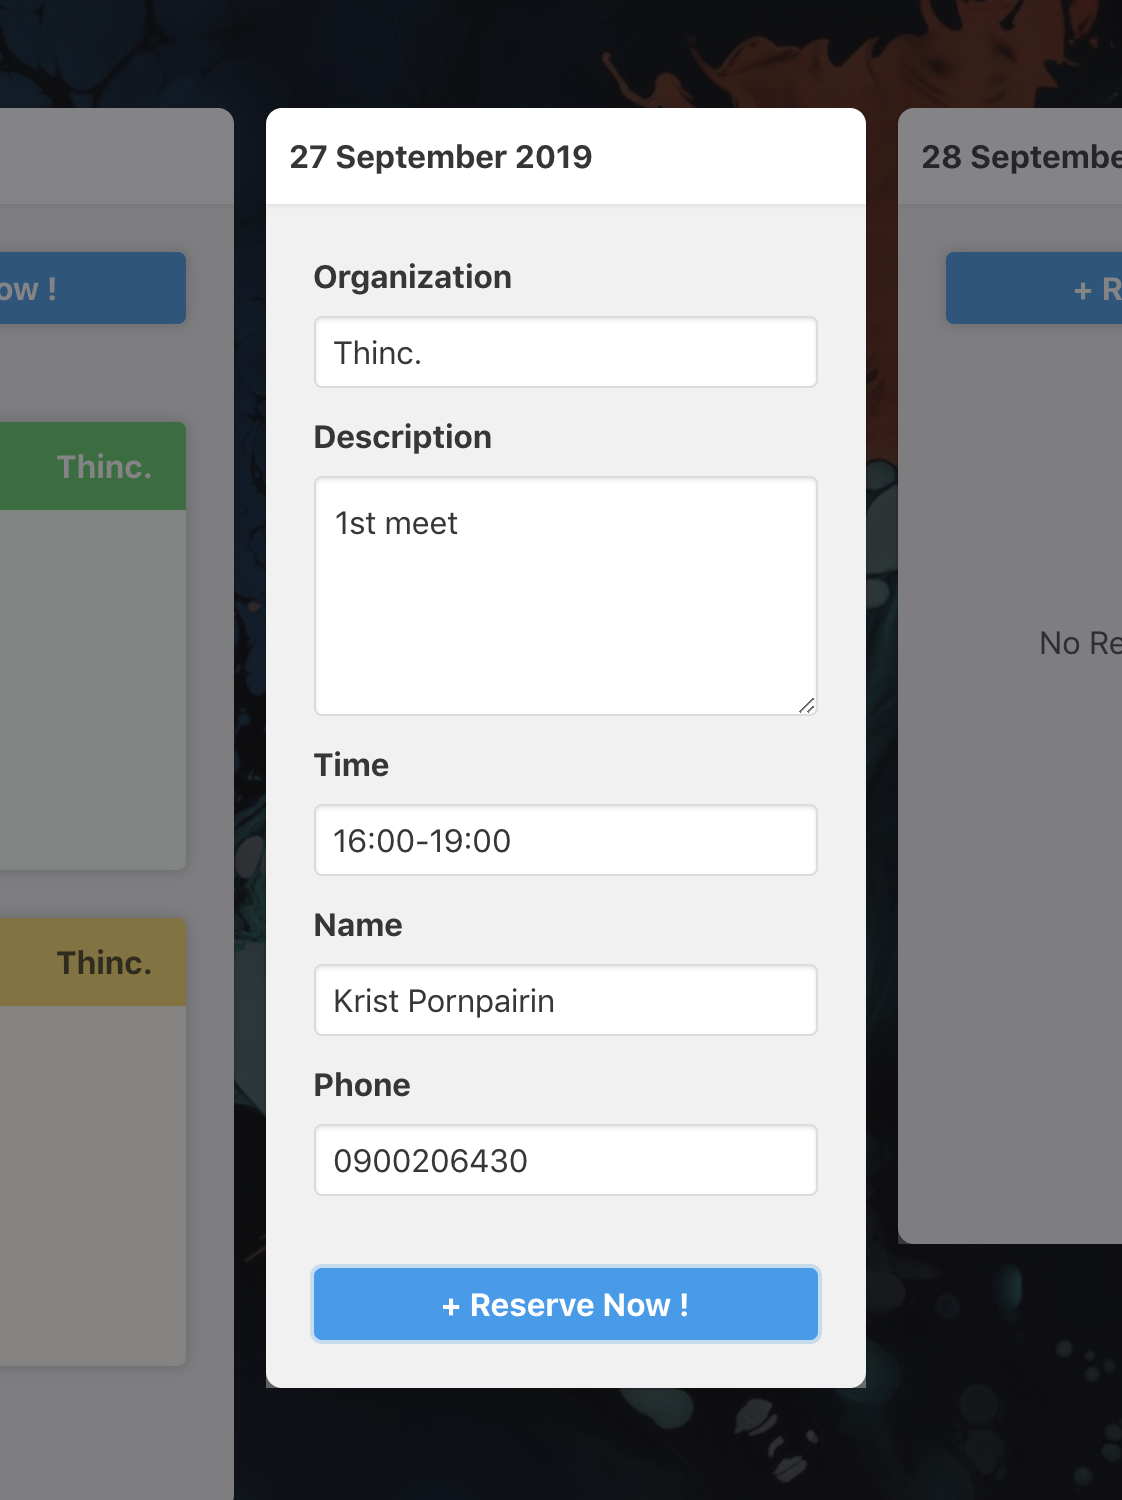 27 September 2019
Organization
Thinc.
Description
1st meet
Time
16:00-19:00
Name
Krist Pornpairin
Phone
0900206430
+ Reserve Now !
ow !
Thinc.
Thinc.
28 Septembe
+ R
No Re